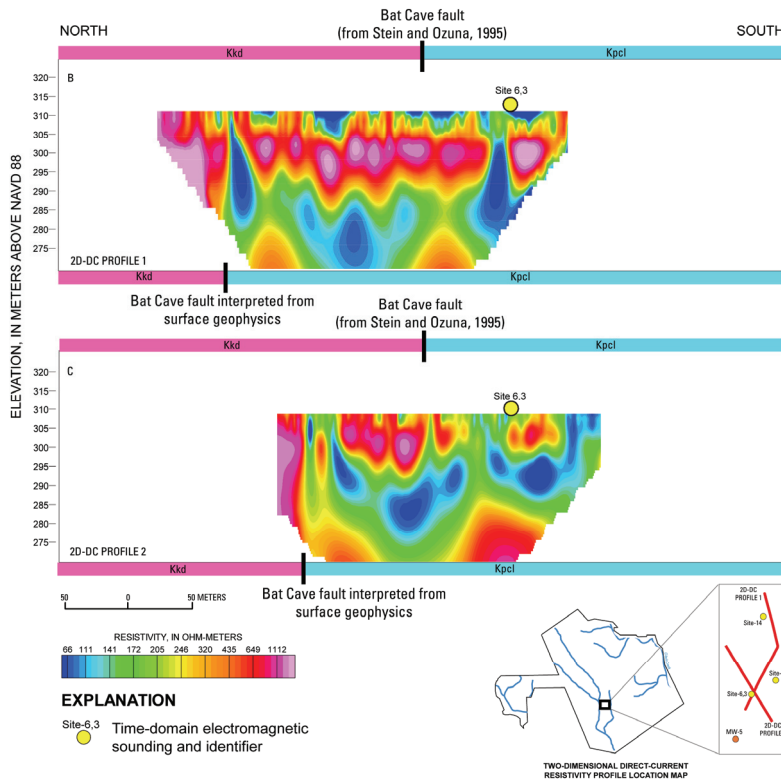 Bat Cave fault
(from Stein and Ozuna, 1995)
NORTH
SOUTH
Kkd
Kpcl
B
Site 6,3
320
315
310
305
300
295
290
285
280
275
2D-DC PROFILE 1
Kkd
Kpcl
ELEVATION, IN METERS ABOVE NAVD 88
Bat Cave fault interpreted from
surface geophysics
Bat Cave fault
(from Stein and Ozuna, 1995)
Kkd
Kpcl
C
Site 6.3
320
315
310
305
300
295
290
285
280
275
2D-DC PROFILE 2
Kkd
Kpcl
Bat Cave fault interpreted from
surface geophysics
50 0 50 METERS
RESISTIVITY, IN OHM-METERS
66 111 141 172 205 246 320 435 649 1112
EXPLANATION
Site-6,3
Time-domain electromagnetic
sounding and identifier
2D-DC
PROFILE 1
Site-14
Site-
Site-6,3
2D-DC
PROFILE
MW-5
TWO-DIMENSIONAL DIRECT-CURRENT
RESISTIVITY PROFILE LOCATION MAP